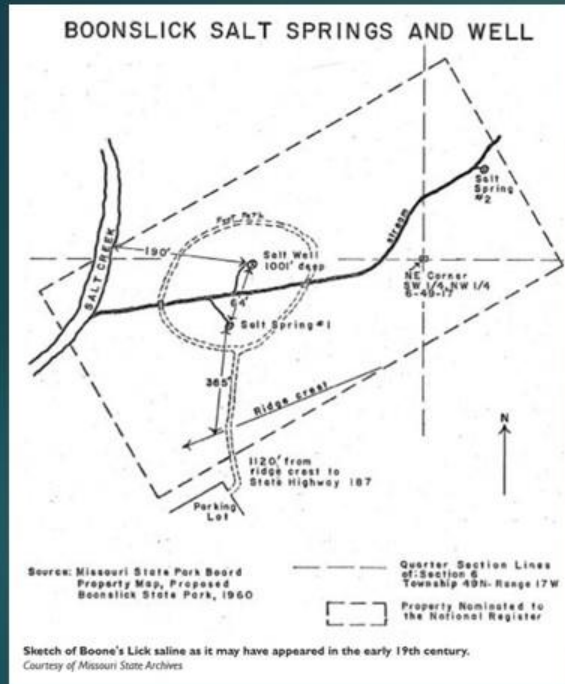 BOONSLICK SALT SPRINGS AND WELL
SALT CREEK
190'
Foot Path
Salt Well
1001' deep
64'
Salt Spring #1
stream
Salt
Spring
#2
NE Corner
SW 1/4, NW 1/4
6-49-17
365'
Ridge crest
N
1120' from
ridge crest to
State Highway 187
Parking
Lot
Source: Missouri State Park Board
Property Map, Proposed
Boonslick State Park, 1960
Quarter Section Lines
of Section 6
Township 49N-Range 17W
Property Nominated to
the National Register
Sketch of Boone's Lick saline as it may have appeared in the early 19th century.
Courtesy of Missouri State Archives